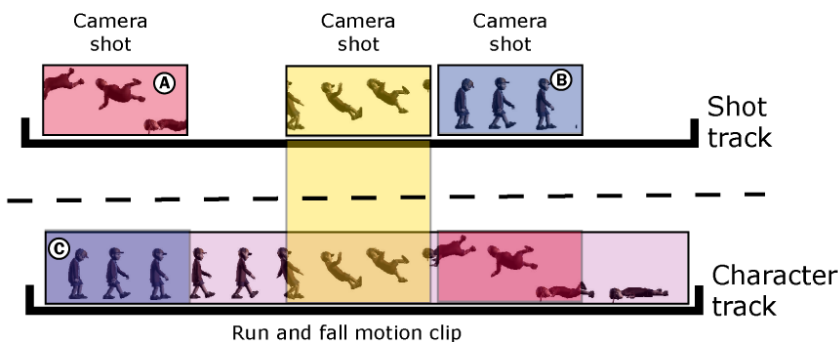 Camera
shot
Camera
shot
Camera
shot
A
B
Shot
track
C
Character
track
Run and fall motion clip